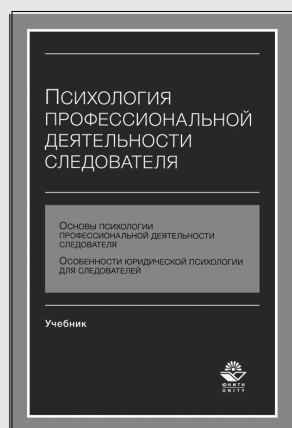 ПСИХОЛОГИЯ
ПРОФЕССИОНАЛЬНОЙ
ДЕЯТЕЛЬНОСТИ
СЛЕДОВАТЕЛЯ
ОСНОВЫ ПСИХОЛОГИИ
ПРОФЕССИОНАЛЬНОЙ ДЕЯТЕЛЬНОСТИ
СЛЕДОВАТЕЛЯ
ОСОБЕННОСТИ ЮРИДИЧЕСКОЙ ПСИХОЛОГИИ
ДЛЯ СЛЕДОВАТЕЛЕЙ
Учебник
ЮНИТИ
UNITY